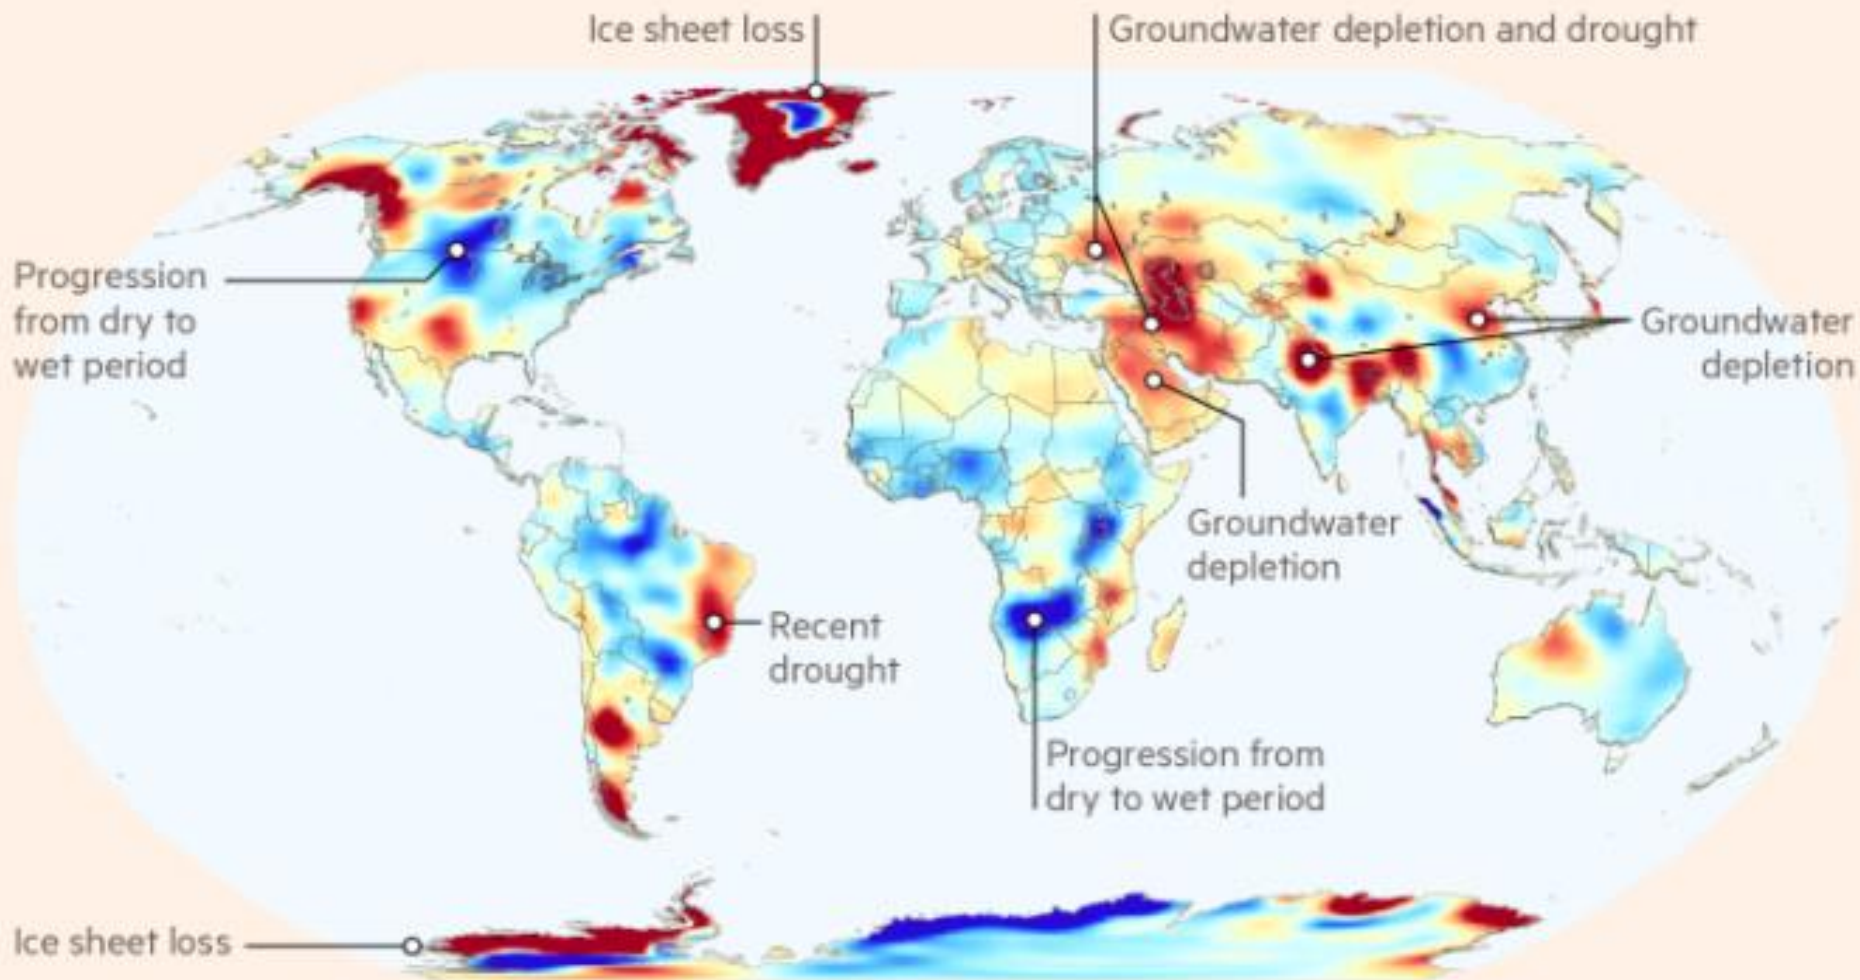 Ice sheet loss
Groundwater depletion and drought
Progression
from dry to
wet period
Groundwater
depletion
Groundwater
depletion
Recent
drought
Progression from
dry to wet period
Ice sheet loss